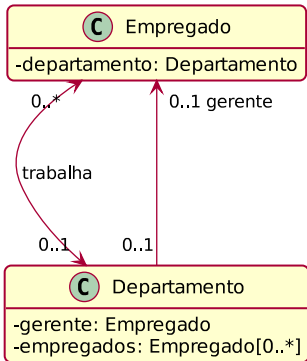 C Empregado
-departamento: Departamento
0..* 0..1 gerente
trabalha
0..1 0..1
C Departamento
-gerente: Empregado
-empregados: Empregado[0..*]